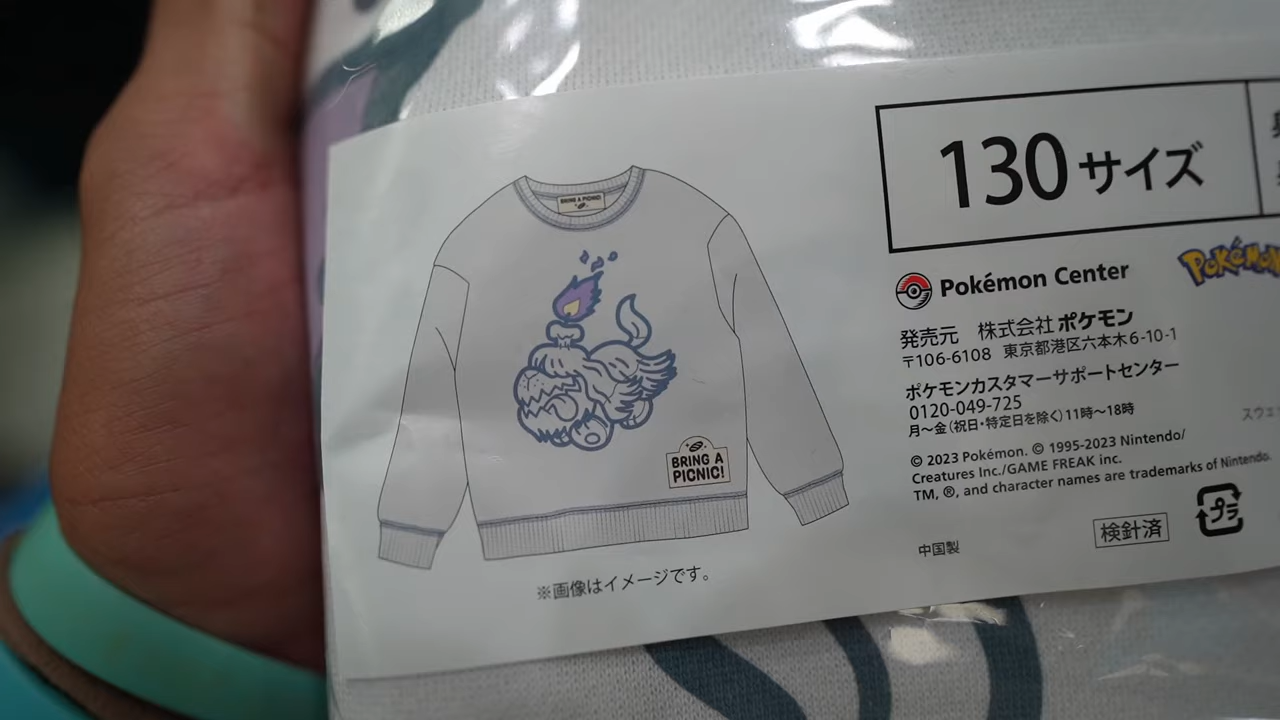 BRING A PICNIC!
BRING A
PICNIC!
※画像はイメージです。
130サイズ
Pokémon Center
POKéMON
発売元 株式会社ポケモン
〒106-6108 東京都港区六本木6-10-1
ポケモンカスタマーサポートセンター
0120-049-725
月～金(祝日・特定日を除く)11時～18時
© 2023 Pokémon. © 1995-2023 Nintendo/
Creatures Inc./GAME FREAK inc.
TM, ®, and character names are trademarks of Nintendo.
スウェ
検針済
プラ
中国製